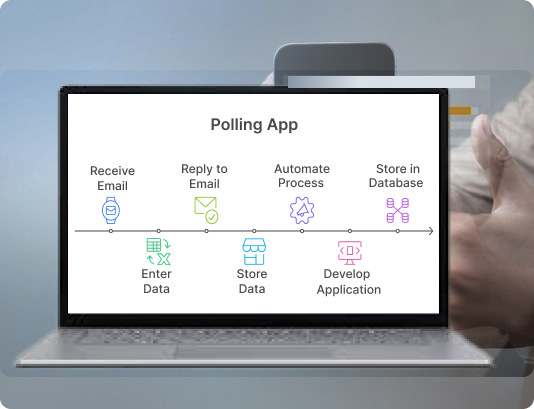 Polling App
Receive
Email
Reply to
Email
Automate
Process
Store in
Database
Enter
Data
Store
Data
Develop
Application